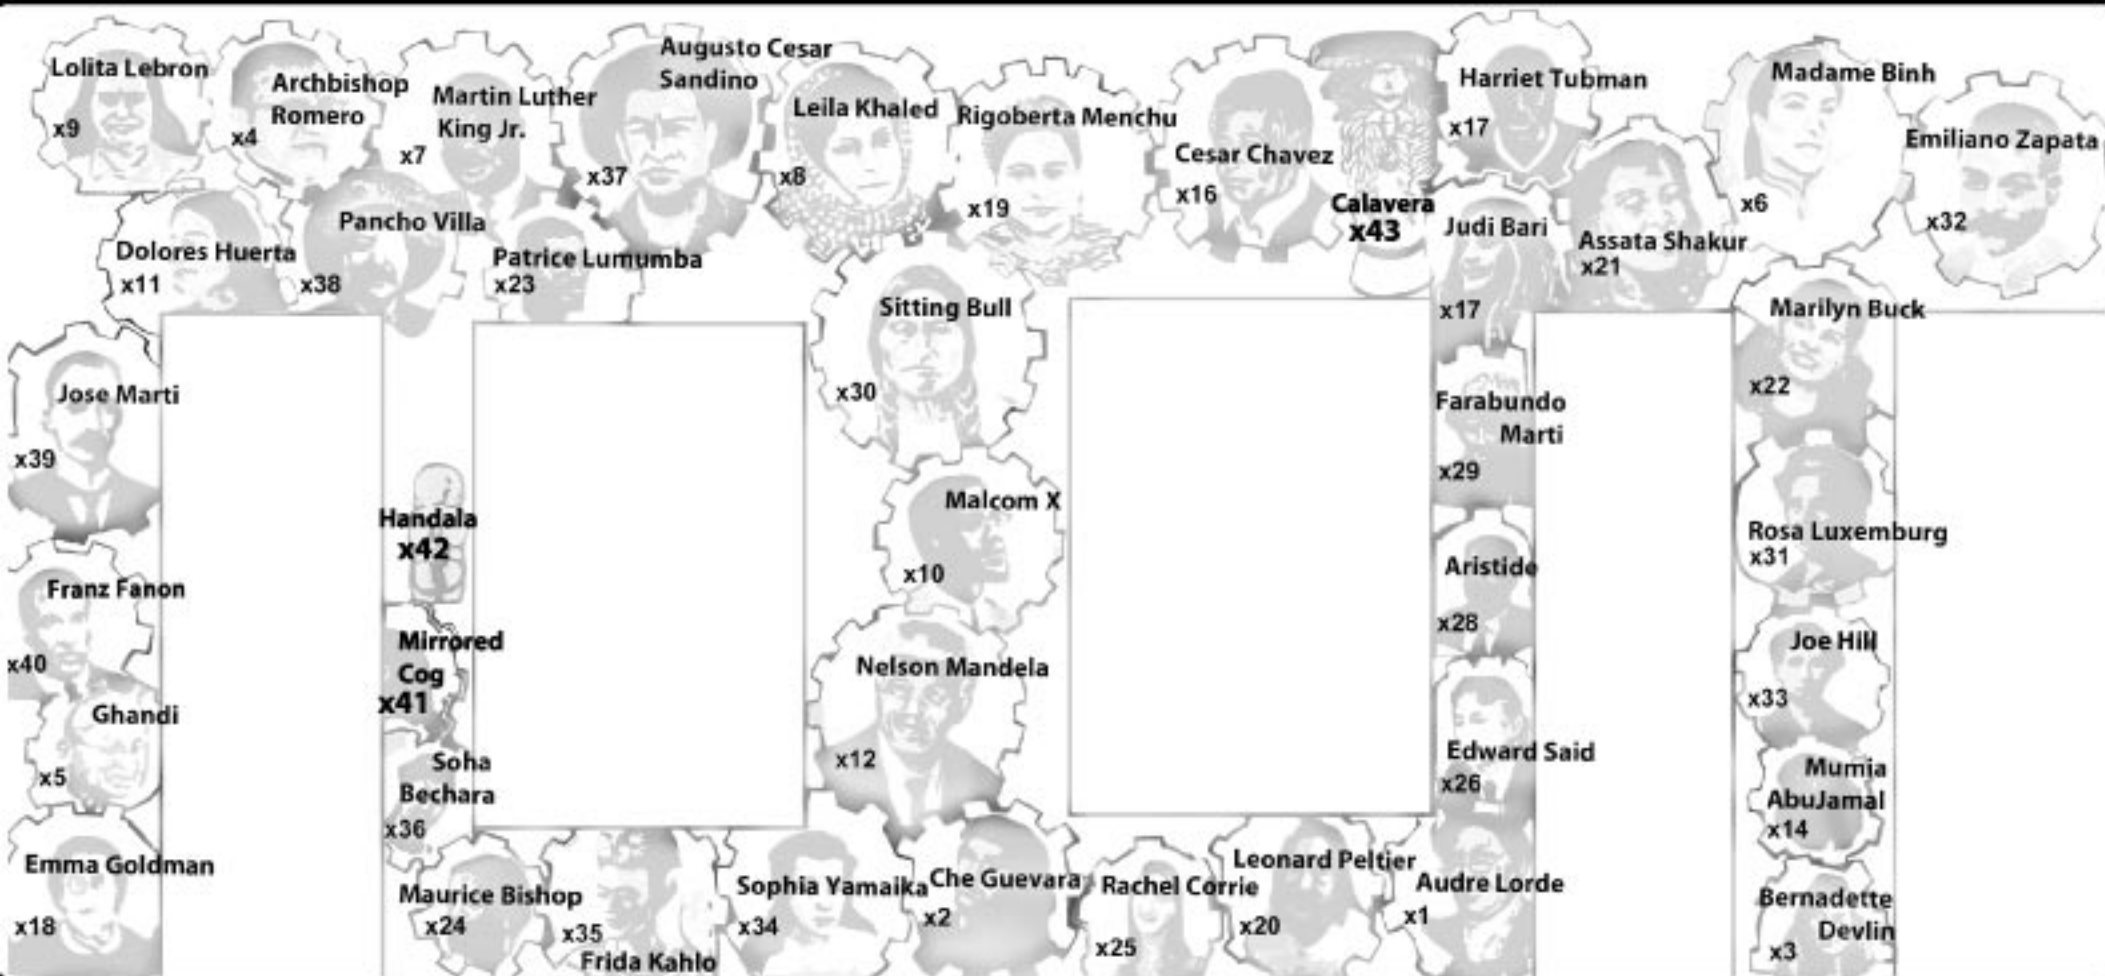 Lolita Lebron
x9
Archbishop
Romero
x4
Martin Luther
King Jr.
x7
Augusto Cesar
Sandino
x37
Leila Khaled
x8
Rigoberta Menchu
x19
Cesar Chavez
x16
Calavera
x43
Harriet Tubman
x17
Madame Binh
x6
Emiliano Zapata
x32
Dolores Huerta
x11
Pancho Villa
x38
Patrice Lumumba
x23
Judi Bari
x17
Assata Shakur
x21
Sitting Bull
x30
Marilyn Buck
x22
Jose Marti
x39
Farabundo
Marti
x29
Handala
x42
Malcom X
x10
Rosa Luxemburg
x31
Franz Fanon
x40
Aristide
x28
Mirrored
Cog
x41
Nelson Mandela
x12
Joe Hill
x33
Ghandi
x5
Soha
Bechara
x36
Edward Said
x26
Mumia
AbuJamal
x14
Emma Goldman
x18
Maurice Bishop
x24
x35
Frida Kahlo
Sophia Yamaika
x34
Che Guevara
x2
Rachel Corrie
x25
Leonard Peltier
x20
Audre Lorde
x1
Bernadette
Devlin
x3